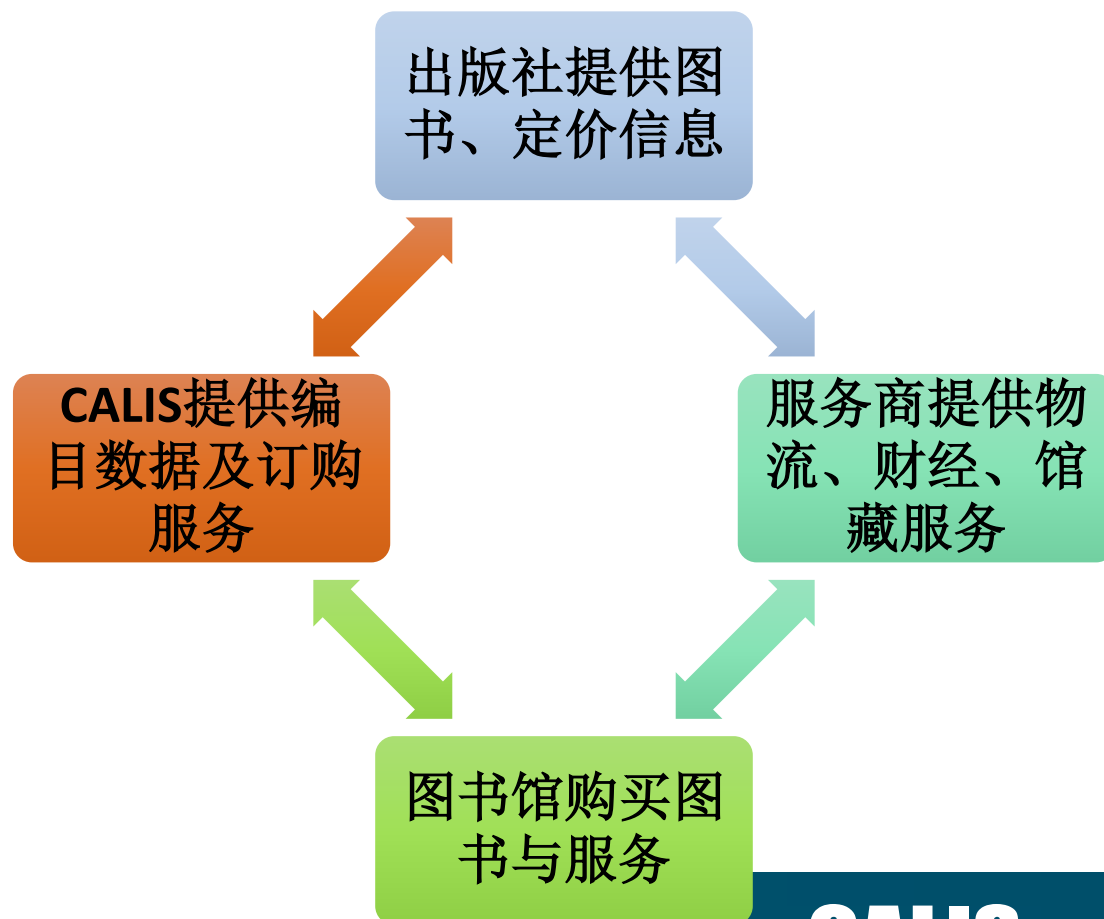 出版社提供图
书、定价信息
CALIS提供编
目数据及订购
服务
服务商提供物
流、财经、馆
藏服务
图书馆购买图
书与服务
CALIS